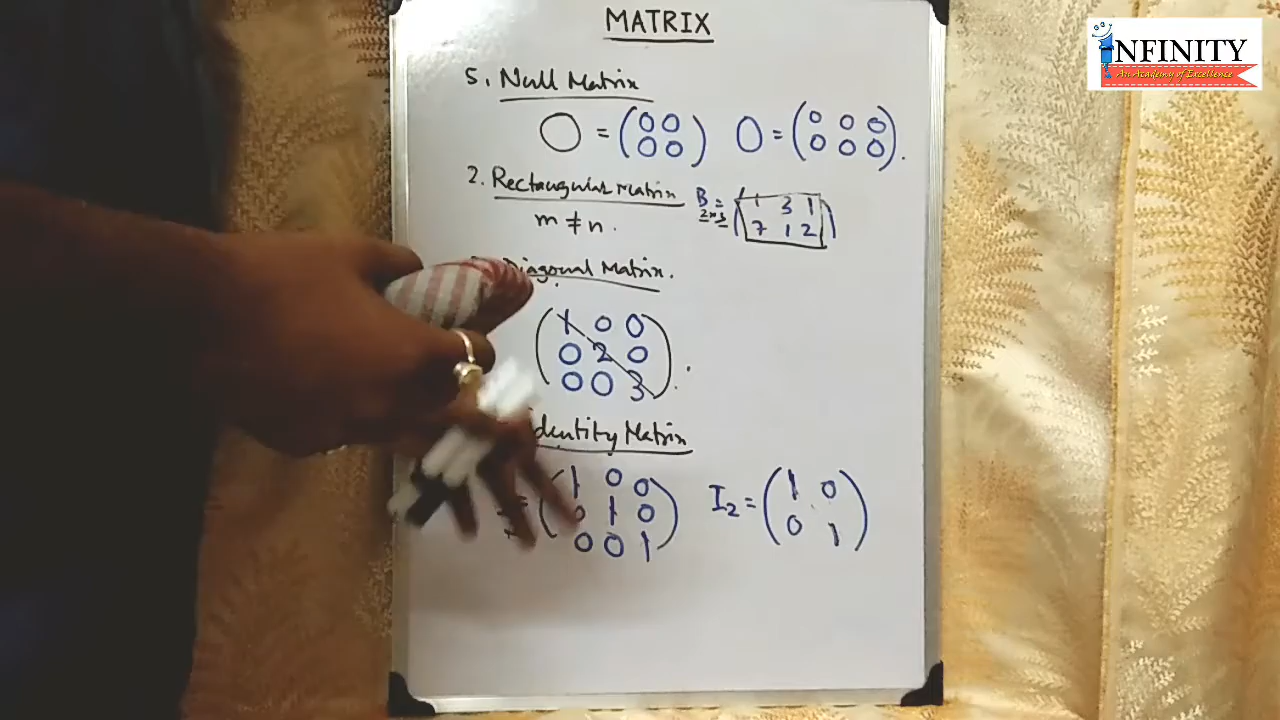 MATRIX
NFINITY
An Academy of Excellence
5. Null Matrix
O = (0 0 / 0 0) O = (0 0 0 / 0 0 0).
2. Rectangular Matrix B = (1 3 1 / 7 1 2)
2×3
m ≠ n.
Diagonal Matrix.
(1 0 0 / 0 2 0 / 0 0 3).
Identity Matrix
= (1 0 0 / 0 1 0 / 0 0 1) I2 = (1 0 / 0 1)